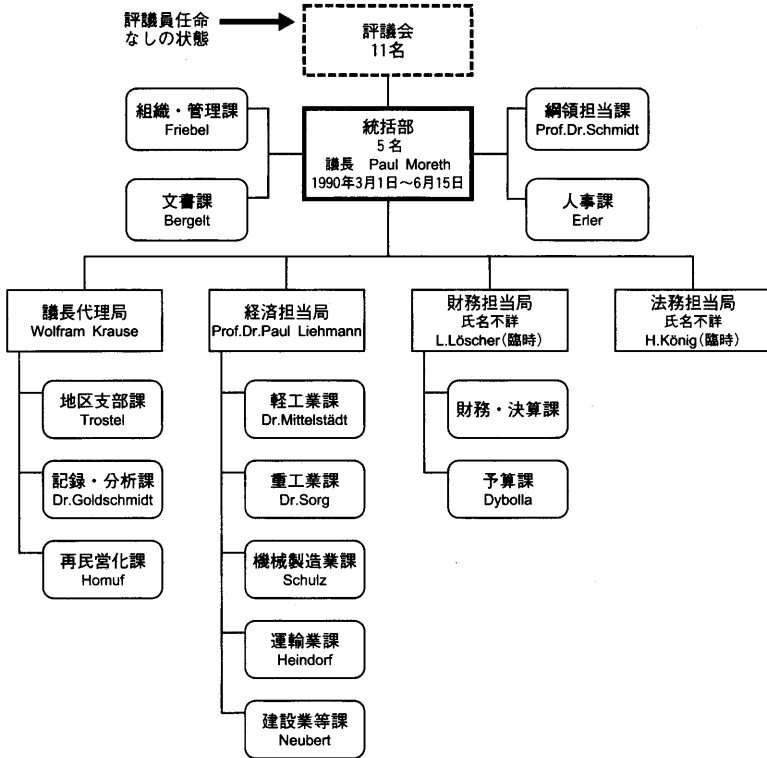 評議員任命
なしの状態
評議会
11名
組織・管理課
Friebel
統括部
5名
議長 Paul Moreth
1990年3月1日〜6月15日
綱領担当課
Prof.Dr.Schmidt
文書課
Bergelt
人事課
Erler
議長代理局
Wolfram Krause
経済担当局
Prof.Dr.Paul Liehmann
財務担当局
氏名不詳
L.Löscher(臨時)
法務担当局
氏名不詳
H.König(臨時)
地区支部課
Trostel
軽工業課
Dr.Mittelstädt
財務・決算課
記録・分析課
Dr.Goldschmidt
重工業課
Dr.Sorg
予算課
Dybolla
再民営化課
Homuf
機械製造業課
Schulz
運輸業課
Heindorf
建設業等課
Neubert